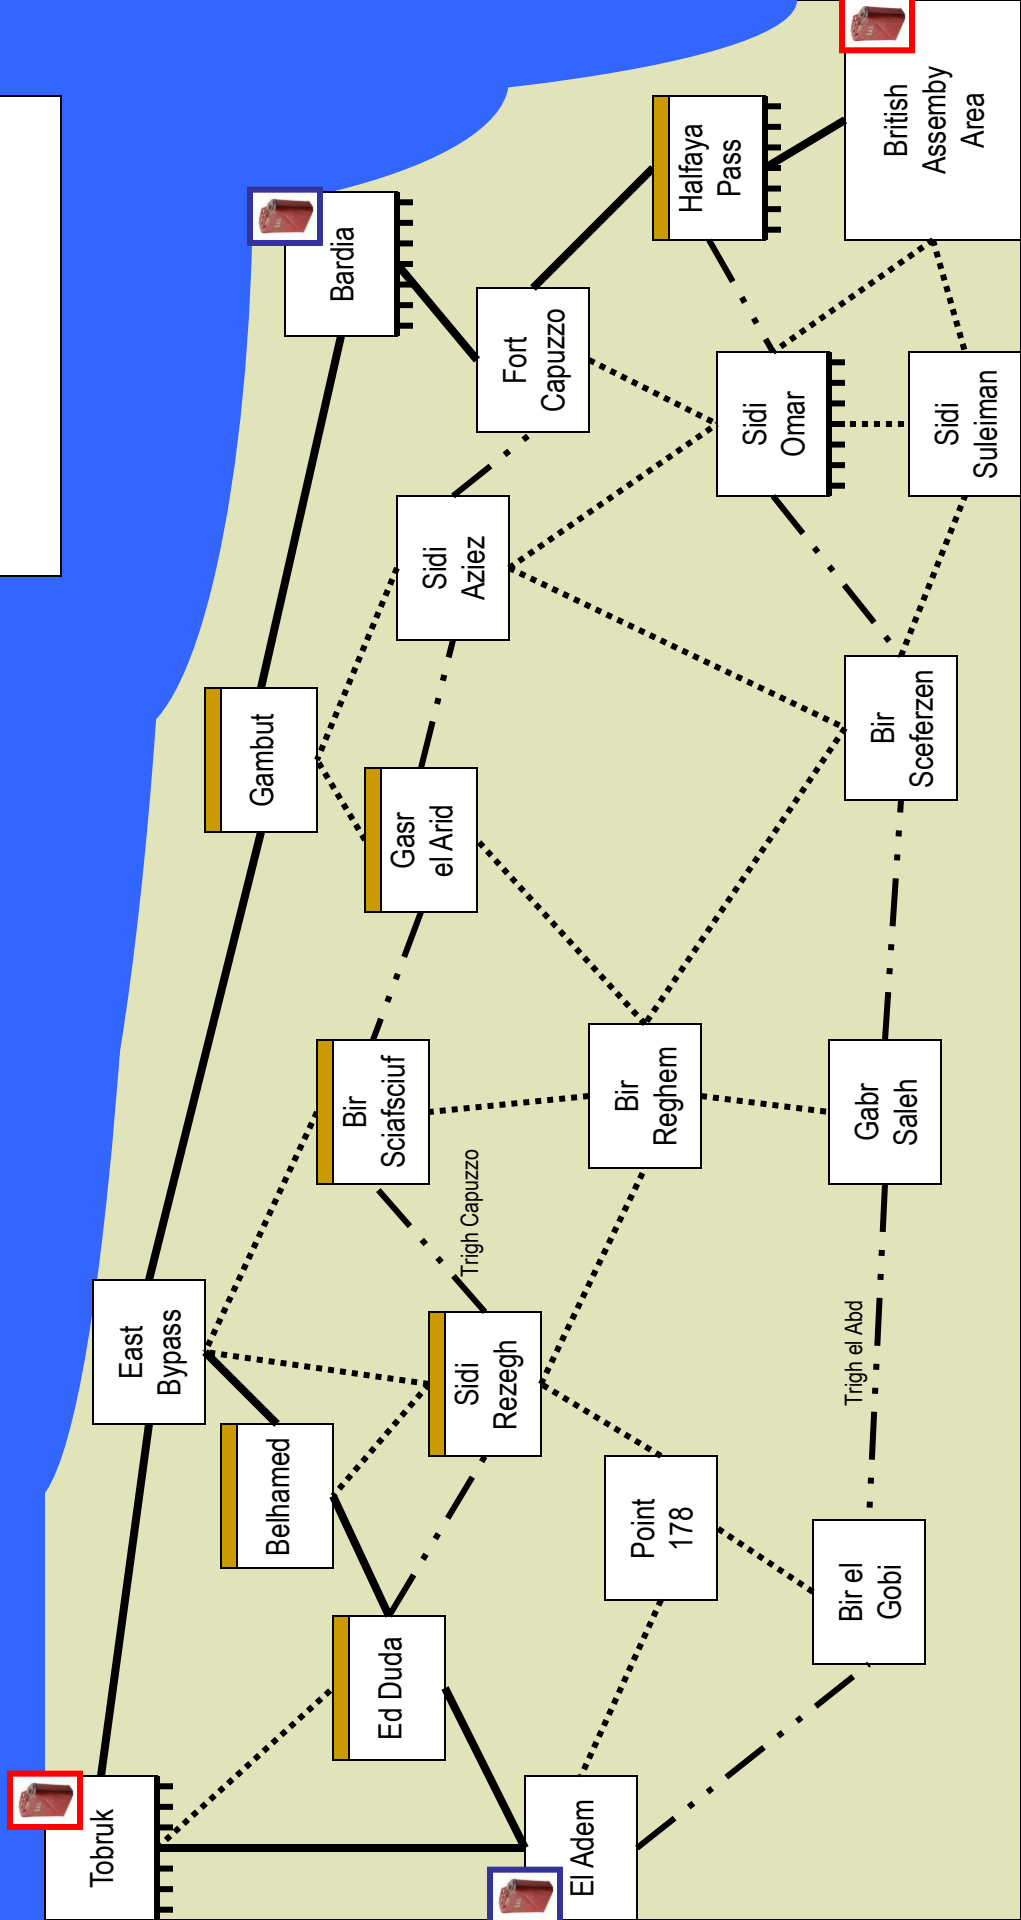 Tobruk
East
Bypass
Gambut
Bardia
Belhamed
Ed Duda
Bir
Sciafsciuf
Gasr
el Arid
Sidi
Aziez
Sidi
Rezegh
Trigh Capuzzo
Fort
Capuzzo
El Adem
Point
178
Bir
Reghem
Halfaya
Pass
Sidi
Omar
Bir el
Gobi
Trigh el Abd
Gabr
Saleh
Bir
Sceferzen
Sidi
Suleiman
British
Assemby
Area